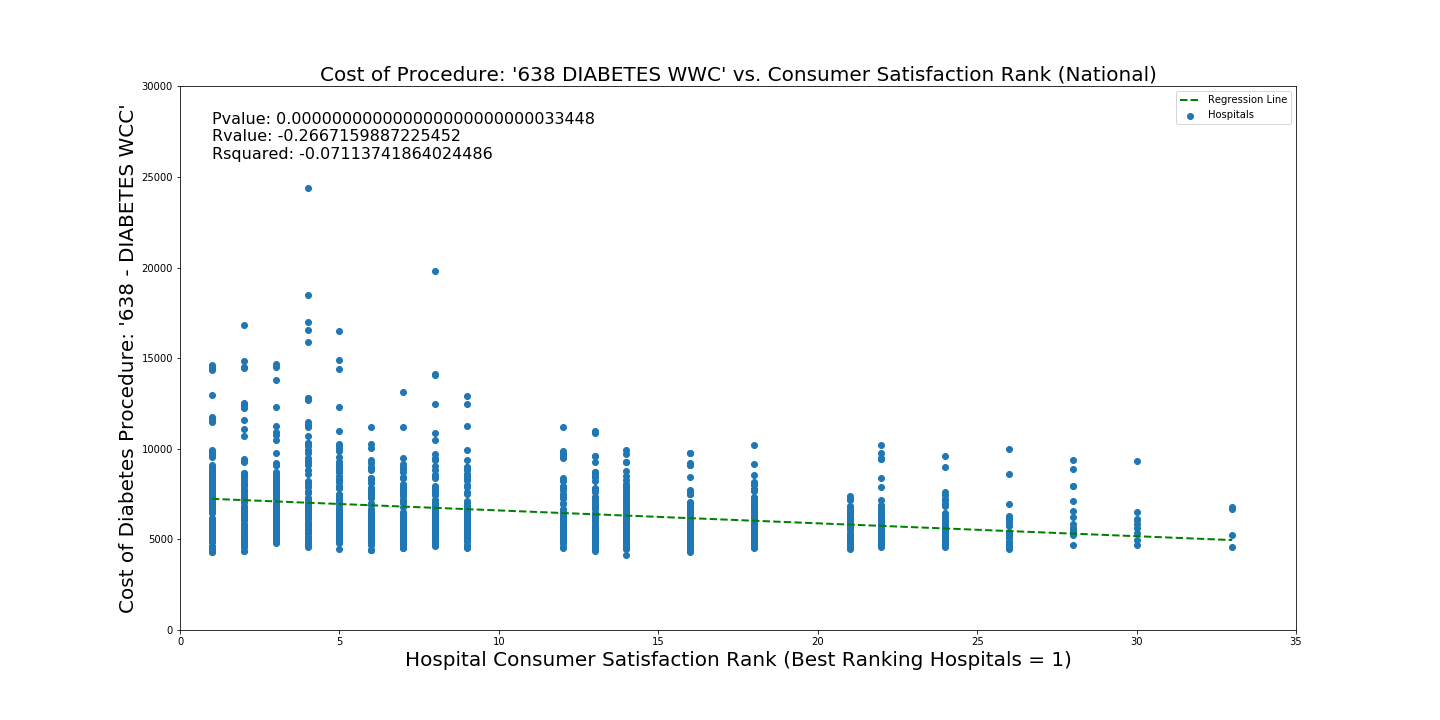 Cost of Procedure: '638 DIABETES WWC' vs. Consumer Satisfaction Rank (National)
Pvalue: 0.000000000000000000000000033448
Rvalue: -0.2667159887225452
Rsquared: -0.07113741864024486
Regression Line
Hospitals
Cost of Diabetes Procedure: '638 - DIABETES WCC'
30000
25000
20000
15000
10000
5000
0
0 5 10 15 20 25 30 35
Hospital Consumer Satisfaction Rank (Best Ranking Hospitals = 1)